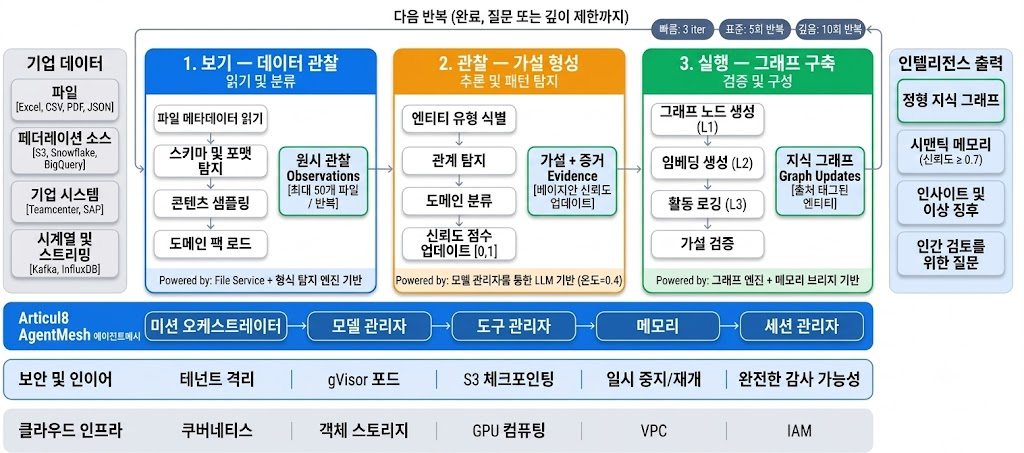 다음 반복 (완료, 질문 또는 깊이 제한까지)
빠름: 3 iter
표준: 5회 반복
깊음: 10회 반복
기업 데이터
파일
[Excel, CSV, PDF, JSON]
페더레이션 소스
[S3, Snowflake,
BigQuery]
기업 시스템
[Teamcenter, SAP]
시계열 및
스트리밍
[Kafka, InfluxDB]
1. 보기 — 데이터 관찰
읽기 및 분류
파일 메타데이터 읽기
스키마 및 포맷
탐지
콘텐츠 샘플링
도메인 팩 로드
원시 관찰
Observations
[최대 50개 파일
/ 반복]
Powered by: File Service + 형식 탐지 엔진 기반
2. 관찰 — 가설 형성
추론 및 패턴 탐지
엔티티 유형 식별
관계 탐지
도메인 분류
신뢰도 점수
업데이트 [0,1]
가설 + 증거
Evidence
[베이지안 신뢰도
업데이트]
Powered by: 모델 관리자를 통한 LLM 기반 (온도=0.4)
3. 실행 — 그래프 구축
검증 및 구성
그래프 노드 생성
(L1)
임베딩 생성 (L2)
활동 로깅 (L3)
가설 검증
지식 그래프
Graph Updates
[출처 태그된
엔티티]
Powered by: 그래프 엔진 + 메모리 브리지 기반
인텔리전스 출력
정형 지식 그래프
시맨틱 메모리
(신뢰도 ≥ 0.7)
인사이트 및
이상 징후
인간 검토를
위한 질문
Articul8
AgentMesh 에이전트메시
미션 오케스트레이터
모델 관리자
도구 관리자
메모리
세션 관리자
보안 및 인이어
테넌트 격리
gVisor 포드
S3 체크포인팅
일시 중지/재개
완전한 감사 가능성
클라우드 인프라
쿠버네티스
객체 스토리지
GPU 컴퓨팅
VPC
IAM